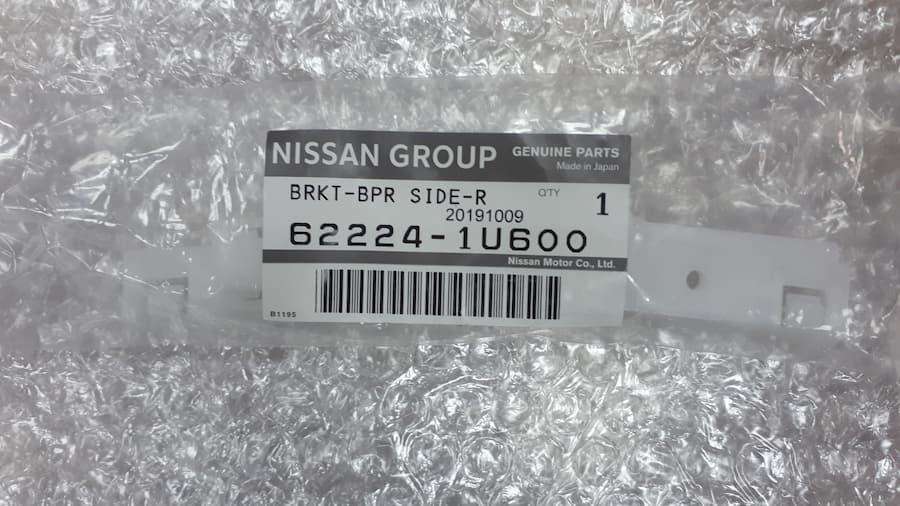 NISSAN GROUP GENUINE PARTS
Made in Japan
BRKT-BPR SIDE-R Q'TY 1
20191009
62224-1U600
Nissan Motor Co., Ltd.
B1195